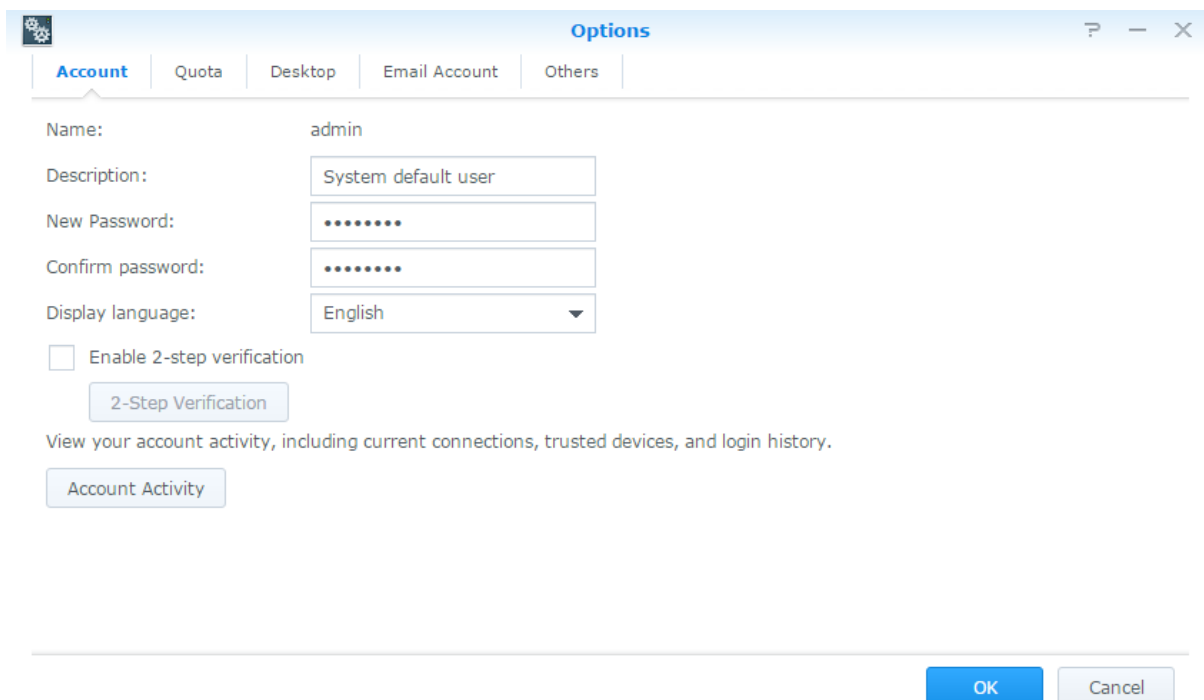 Options
Account Quota Desktop Email Account Others
Name: admin
Description: System default user
New Password: ••••••••
Confirm password: ••••••••
Display language: English
Enable 2-step verification
2-Step Verification
View your account activity, including current connections, trusted devices, and login history.
Account Activity
OK Cancel